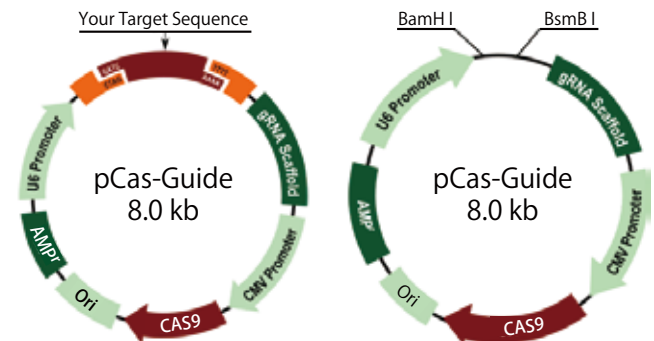 Your Target Sequence
U6 Promoter
gRNA Scaffold
pCas-Guide
8.0 kb
AMPr
CMV Promoter
Ori
CAS9
BamH I
BsmB I
U6 Promoter
gRNA Scaffold
pCas-Guide
8.0 kb
AMPr
CMV Promoter
Ori
CAS9